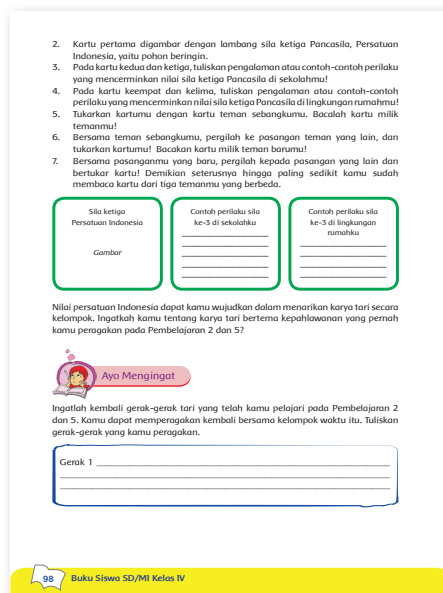 2. Kartu pertama digambar dengan lambang sila ketiga Pancasila, Persatuan
Indonesia, yaitu pohon beringin.
3. Pada kartu kedua dan ketiga, tuliskan pengalaman atau contoh-contoh perilaku
yang mencerminkan nilai sila ketiga Pancasila di sekolahmu!
4. Pada kartu keempat dan kelima, tuliskan pengalaman atau contoh-contoh
perilaku yang mencerminkan nilai sila ketiga Pancasila di lingkungan rumahmu!
5. Tukarkan kartumu dengan kartu teman sebangkumu. Bacalah kartu milik
temanmu!
6. Bersama teman sebangkumu, pergilah ke pasangan teman yang lain, dan
tukarkan kartumu! Bacakan kartu milik teman barumu!
7. Bersama pasanganmu yang baru, pergilah kepada pasangan yang lain dan
bertukar kartu! Demikian seterusnya hingga paling sedikit kamu sudah
membaca kartu dari tiga temanmu yang berbeda.
Sila ketiga
Persatuan Indonesia
Gambar
Contoh perilaku sila
ke-3 di sekolahku
Contoh perilaku sila
ke-3 di lingkungan
rumahku
Nilai persatuan Indonesia dapat kamu wujudkan dalam menarikan karya tari secara
kelompok. Ingatkah kamu tentang karya tari bertema kepahlawanan yang pernah
kamu peragakan pada Pembelajaran 2 dan 5?
Ayo Mengingat
Ingatlah kembali gerak-gerak tari yang telah kamu pelajari pada Pembelajaran 2
dan 5. Kamu dapat memperagakan kembali bersama kelompok waktu itu. Tuliskan
gerak-gerak yang kamu peragakan.
Gerak 1
98 Buku Siswa SD/MI Kelas IV